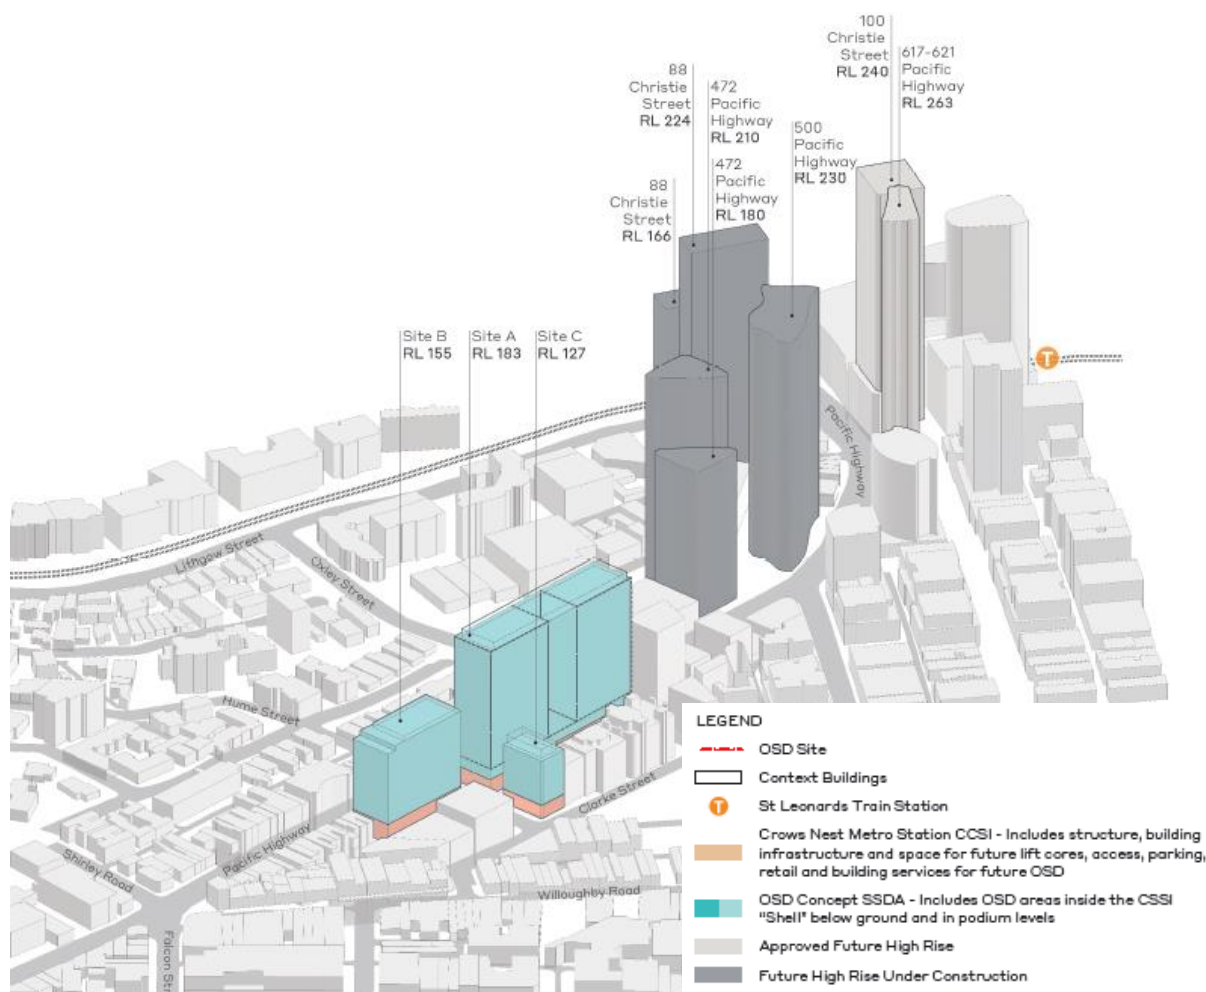 100
Christie
Street
RL 240
617-621
Pacific
Highway
RL 263
88
Christie
Street
RL 224
472
Pacific
Highway
RL 210
500
Pacific
Highway
RL 230
472
Pacific
Highway
RL 180
88
Christie
Street
RL 166
Site B
RL 155
Site A
RL 183
Site C
RL 127
T
Pacific Highway
Lithgow Street
Oxley Street
Hume Street
Clarke Street
Pacific Highway
Shirley Road
Willoughby Road
Falcon Str
LEGEND
OSD Site
Context Buildings
T St Leonards Train Station
Crows Nest Metro Station CCSI - Includes structure, building
infrastructure and space for future lift cores, access, parking,
retail and building services for future OSD
OSD Concept SSDA - Includes OSD areas inside the CSSI
"Shell" below ground and in podium levels
Approved Future High Rise
Future High Rise Under Construction